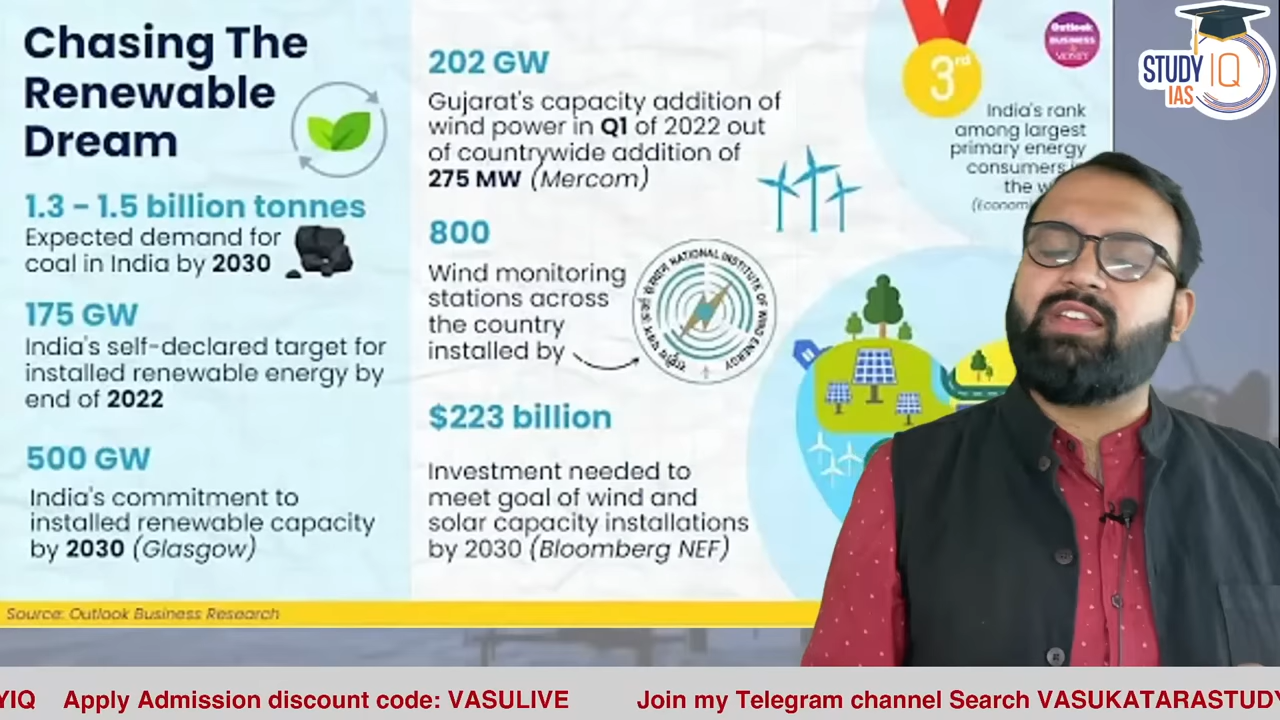 Chasing The
Renewable
Dream
1.3 - 1.5 billion tonnes
Expected demand for
coal in India by 2030
175 GW
India's self-declared target for
installed renewable energy by
end of 2022
500 GW
India's commitment to
installed renewable capacity
by 2030 (Glasgow)
202 GW
Gujarat's capacity addition of
wind power in Q1 of 2022 out
of countrywide addition of
275 MW (Mercom)
800
Wind monitoring
stations across
the country
installed by
NATIONAL INSTITUTE OF WIND ENERGY
$223 billion
Investment needed to
meet goal of wind and
solar capacity installations
by 2030 (Bloomberg NEF)
3rd
India's rank
among largest
primary energy
consumers
the
Outlook
BUSINESS
&
MONEY
STUDY IQ
IAS
Source: Outlook Business Research
YIQ Apply Admission discount code: VASULIVE Join my Telegram channel Search VASUKATARASTUDY